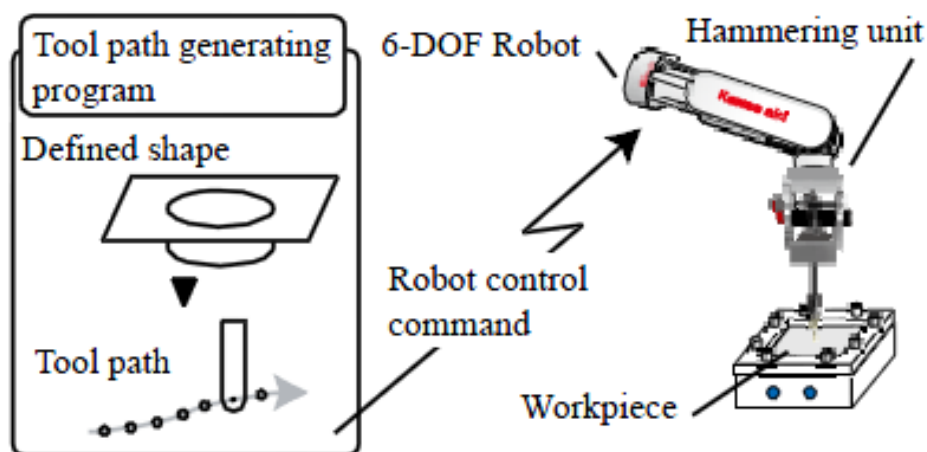 Tool path generating
program
Defined shape
Tool path
6-DOF Robot
Hammering unit
Robot control
command
Workpiece